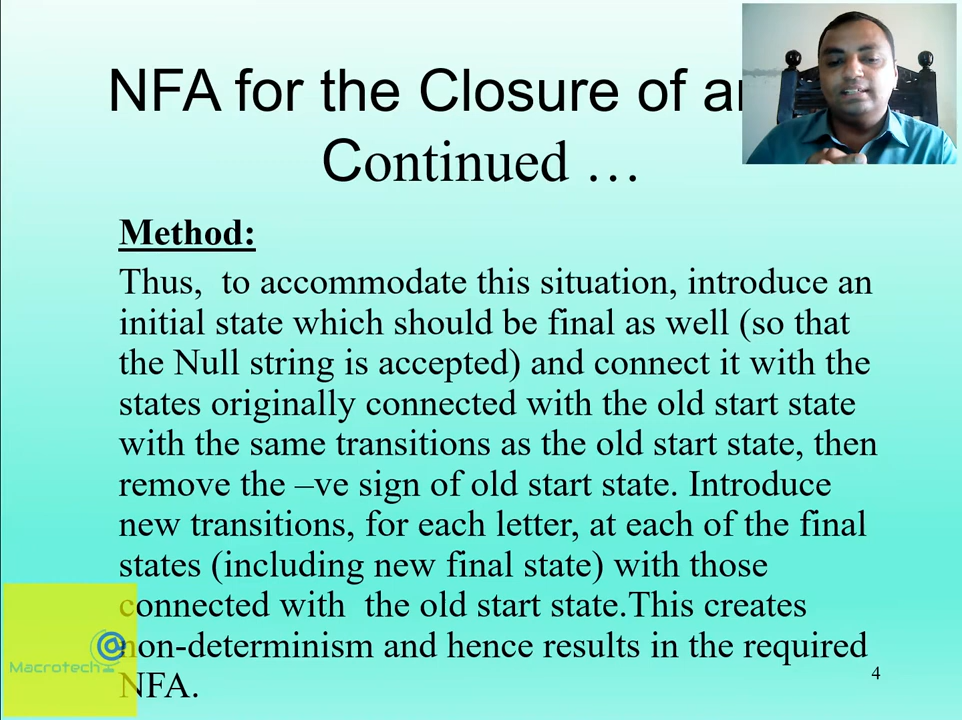 NFA for the Closure of an
Continued …
Method:
Thus, to accommodate this situation, introduce an
initial state which should be final as well (so that
the Null string is accepted) and connect it with the
states originally connected with the old start state
with the same transitions as the old start state, then
remove the –ve sign of old start state. Introduce
new transitions, for each letter, at each of the final
states (including new final state) with those
connected with the old start state.This creates
non-determinism and hence results in the required
NFA.
4
@
Macrotech